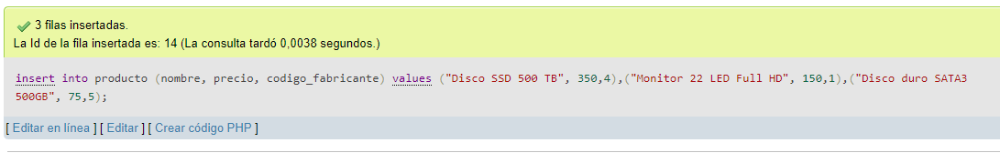 3 filas insertadas.
La Id de la fila insertada es: 14 (La consulta tardó 0,0038 segundos.)
insert into producto (nombre, precio, codigo_fabricante) values ("Disco SSD 500 TB", 350,4),("Monitor 22 LED Full HD", 150,1),("Disco duro SATA3
500GB", 75,5);
[ Editar en línea ] [ Editar ] [ Crear código PHP ]